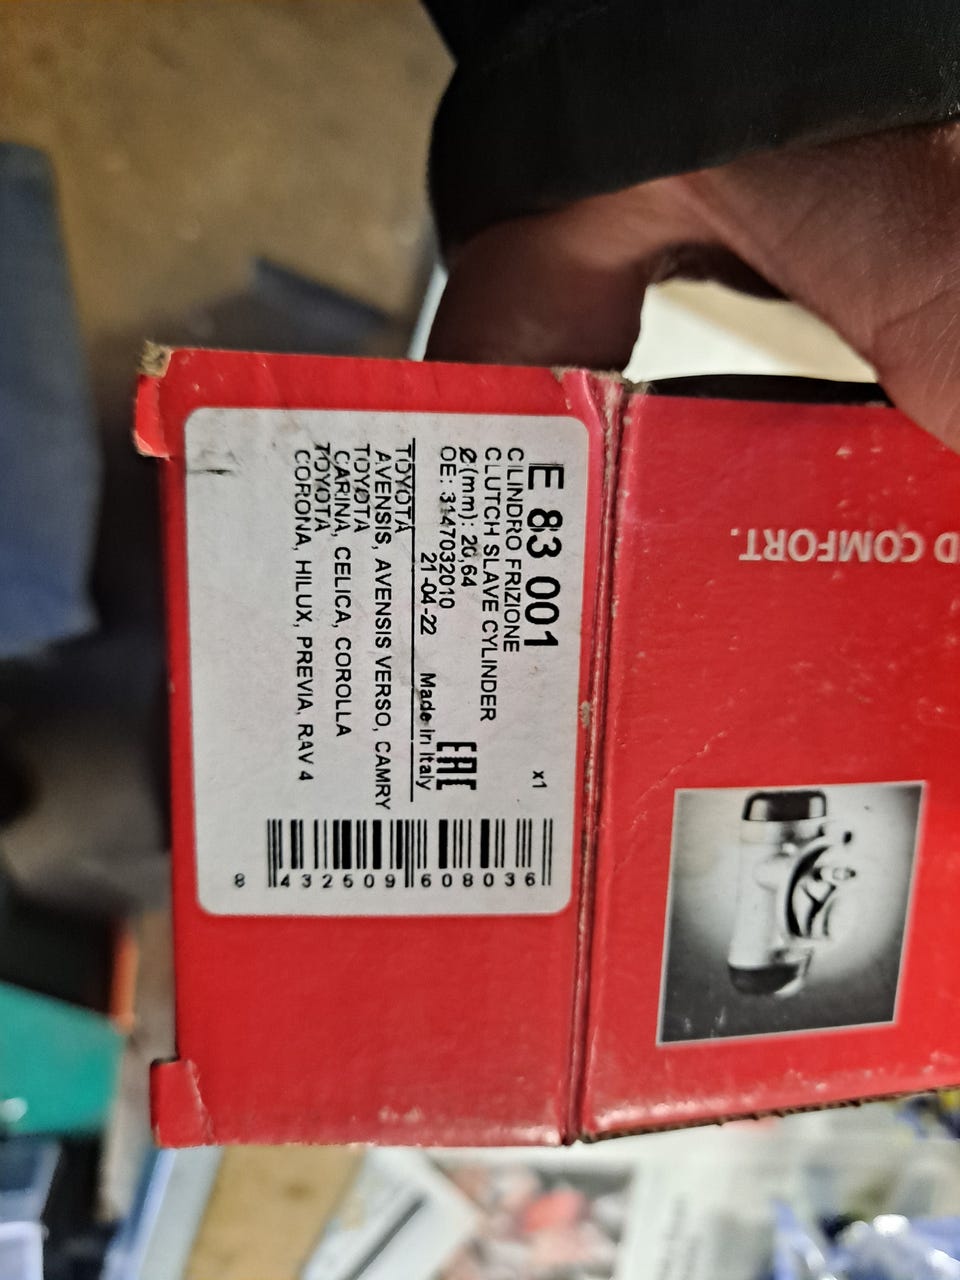 E 83 001
x1
CILINDRO FRIZIONE
CLUTCH SLAVE CYLINDER
Ø (mm): 20,64
OE: 3147032010
EAC
21-04-22 Made in Italy
TOYOTA
AVENSIS, AVENSIS VERSO, CAMRY
TOYOTA
CARINA, CELICA, COROLLA
TOYOTA
CORONA, HILUX, PREVIA, RAV 4
8 432509 608036
D COMFORT.